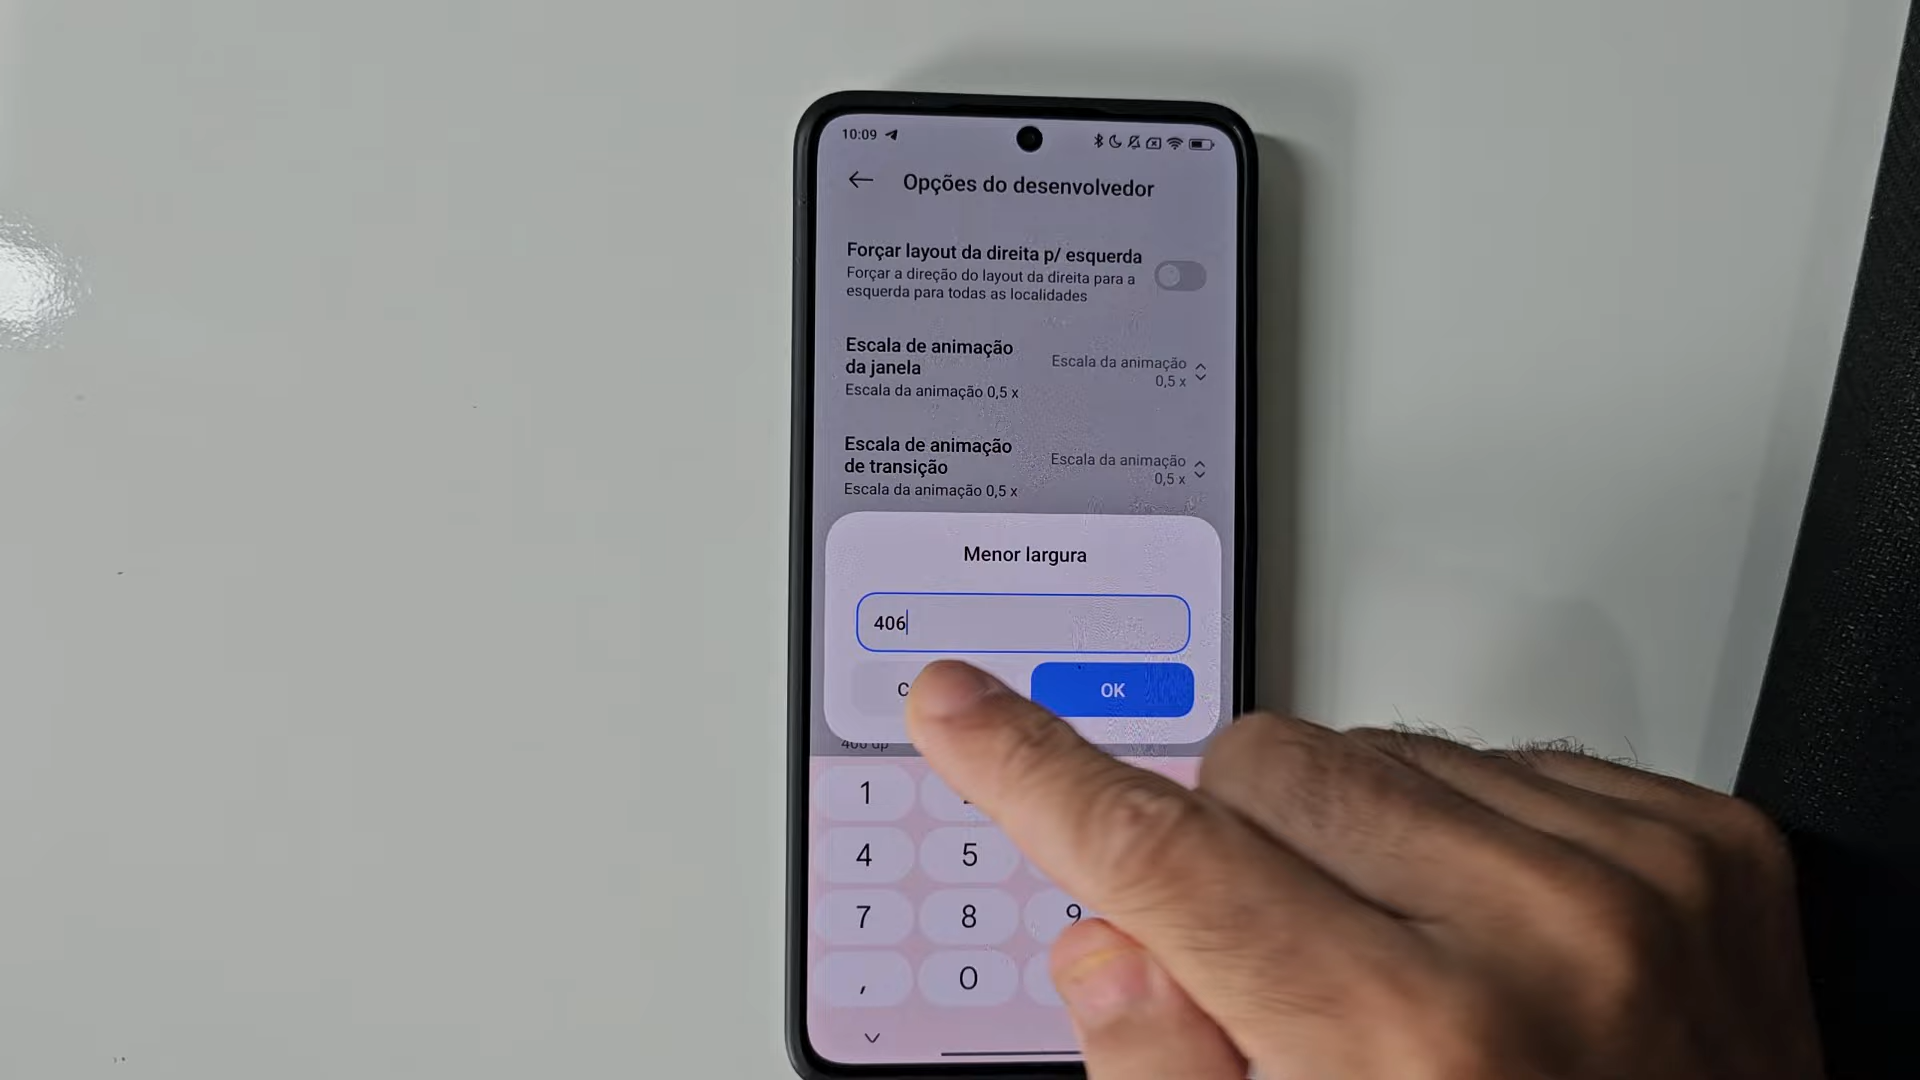 10:09
Opções do desenvolvedor
Forçar layout da direita p/ esquerda
Forçar a direção do layout da direita para a
esquerda para todas as localidades
Escala de animação
da janela
Escala da animação 0,5 x
Escala da animação
0,5 x
Escala de animação
de transição
Escala da animação 0,5 x
Escala da animação
0,5 x
Menor largura
406
OK
406 dp
1
4 5
7 8 9
, 0